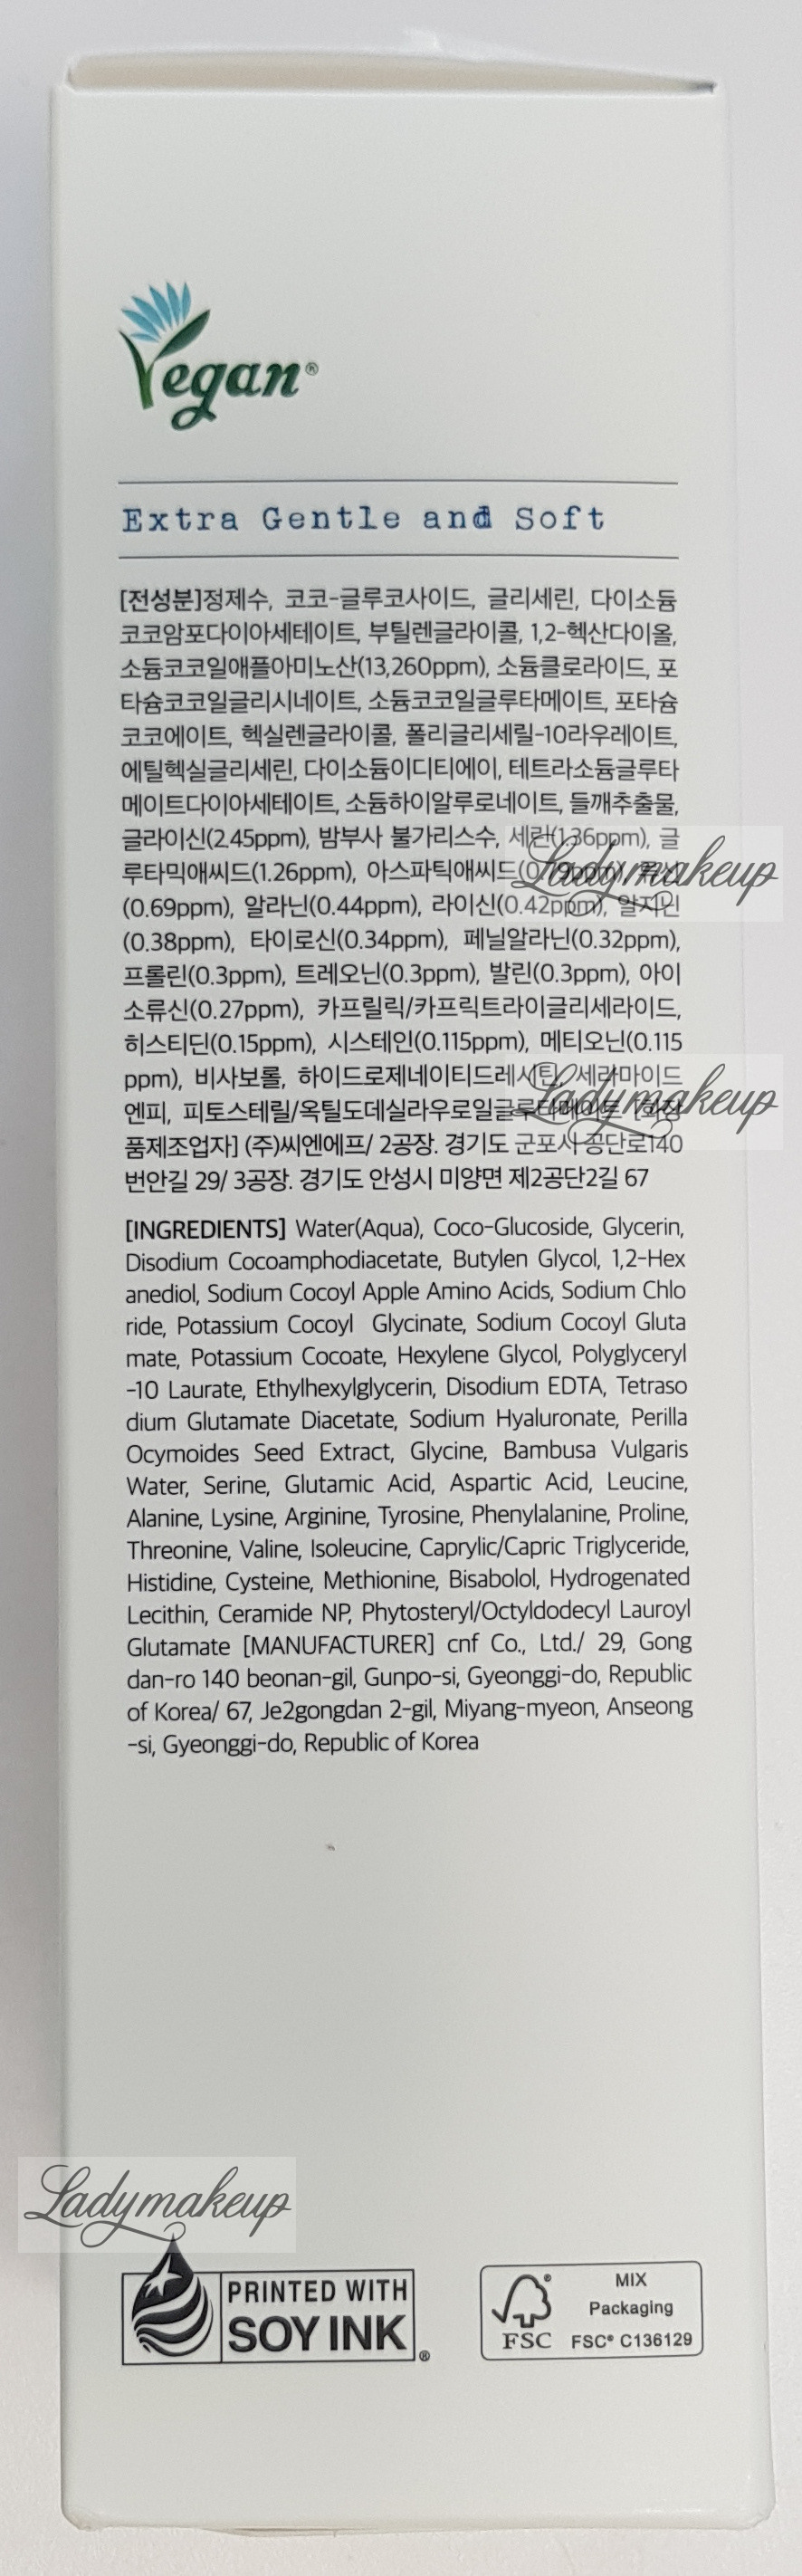 Vegan®
Extra Gentle and Soft
[전성분]정제수, 코코-글루코사이드, 글리세린, 다이소듐
코코암포다이아세테이트, 부틸렌글라이콜, 1,2-헥산다이올,
소듐코코일애플아미노산(13,260ppm), 소듐클로라이드, 포
타슘코코일글리시네이트, 소듐코코일글루타메이트, 포타슘
코코에이트, 헥실렌글라이콜, 폴리글리세릴-10라우레이트,
에틸헥실글리세린, 다이소듐이디티에이, 테트라소듐글루타
메이트다이아세테이트, 소듐하이알루로네이트, 들깨추출물,
글라이신(2.45ppm), 밤부사 불가리스수, 세린(1.36ppm), 글
루타믹애씨드(1.26ppm), 아스파틱애씨드(0.79ppm),
(0.69ppm), 알라닌(0.44ppm), 라이신(0.42ppm), 알지닌
(0.38ppm), 타이로신(0.34ppm), 페닐알라닌(0.32ppm),
프롤린(0.3ppm), 트레오닌(0.3ppm), 발린(0.3ppm), 아이
소류신(0.27ppm), 카프릴릭/카프릭트라이글리세라이드,
히스티딘(0.15ppm), 시스테인(0.115ppm), 메티오닌(0.115
ppm), 비사보롤, 하이드로제네이티드레시틴, 세라마이드
엔피, 피토스테릴/옥틸도데실라우로일글루타메이트 [화장
품제조업자] (주)씨엔에프/ 2공장. 경기도 군포시 공단로140
번안길 29/ 3공장. 경기도 안성시 미양면 제2공단2길 67
[INGREDIENTS] Water(Aqua), Coco-Glucoside, Glycerin,
Disodium Cocoamphodiacetate, Butylen Glycol, 1,2-Hex
anediol, Sodium Cocoyl Apple Amino Acids, Sodium Chlo
ride, Potassium Cocoyl Glycinate, Sodium Cocoyl Gluta
mate, Potassium Cocoate, Hexylene Glycol, Polyglyceryl
-10 Laurate, Ethylhexylglycerin, Disodium EDTA, Tetraso
dium Glutamate Diacetate, Sodium Hyaluronate, Perilla
Ocymoides Seed Extract, Glycine, Bambusa Vulgaris
Water, Serine, Glutamic Acid, Aspartic Acid, Leucine,
Alanine, Lysine, Arginine, Tyrosine, Phenylalanine, Proline,
Threonine, Valine, Isoleucine, Caprylic/Capric Triglyceride,
Histidine, Cysteine, Methionine, Bisabolol, Hydrogenated
Lecithin, Ceramide NP, Phytosteryl/Octyldodecyl Lauroyl
Glutamate [MANUFACTURER] cnf Co., Ltd./ 29, Gong
dan-ro 140 beonan-gil, Gunpo-si, Gyeonggi-do, Republic
of Korea/ 67, Je2gongdan 2-gil, Miyang-myeon, Anseong
-si, Gyeonggi-do, Republic of Korea
Ladymakeup
Ladymakeup
Ladymakeup
PRINTED WITH
SOY INK®
MIX
Packaging
FSC
FSC® C136129